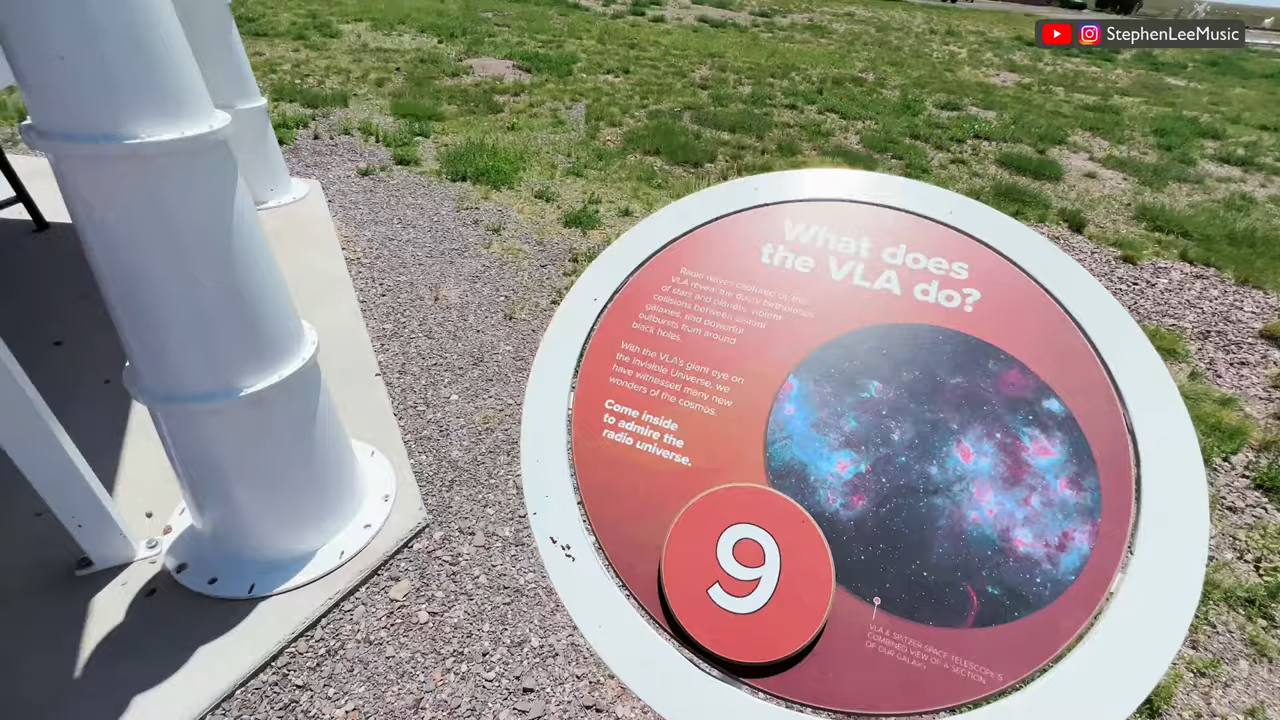 StephenLeeMusic
What does
the VLA do?
Radio waves captured by the
VLA reveal the dusty birthplaces
of stars and planets, violent
collisions between distant
galaxies, and powerful
outbursts from around
black holes.
With the VLA's giant eye on
the Invisible Universe, we
have witnessed many new
wonders of the cosmos.
Come inside
to admire the
radio universe.
9
VLA & SPITZER SPACE TELESCOPE'S
COMBINED VIEW OF A SECTION
OF OUR GALAXY